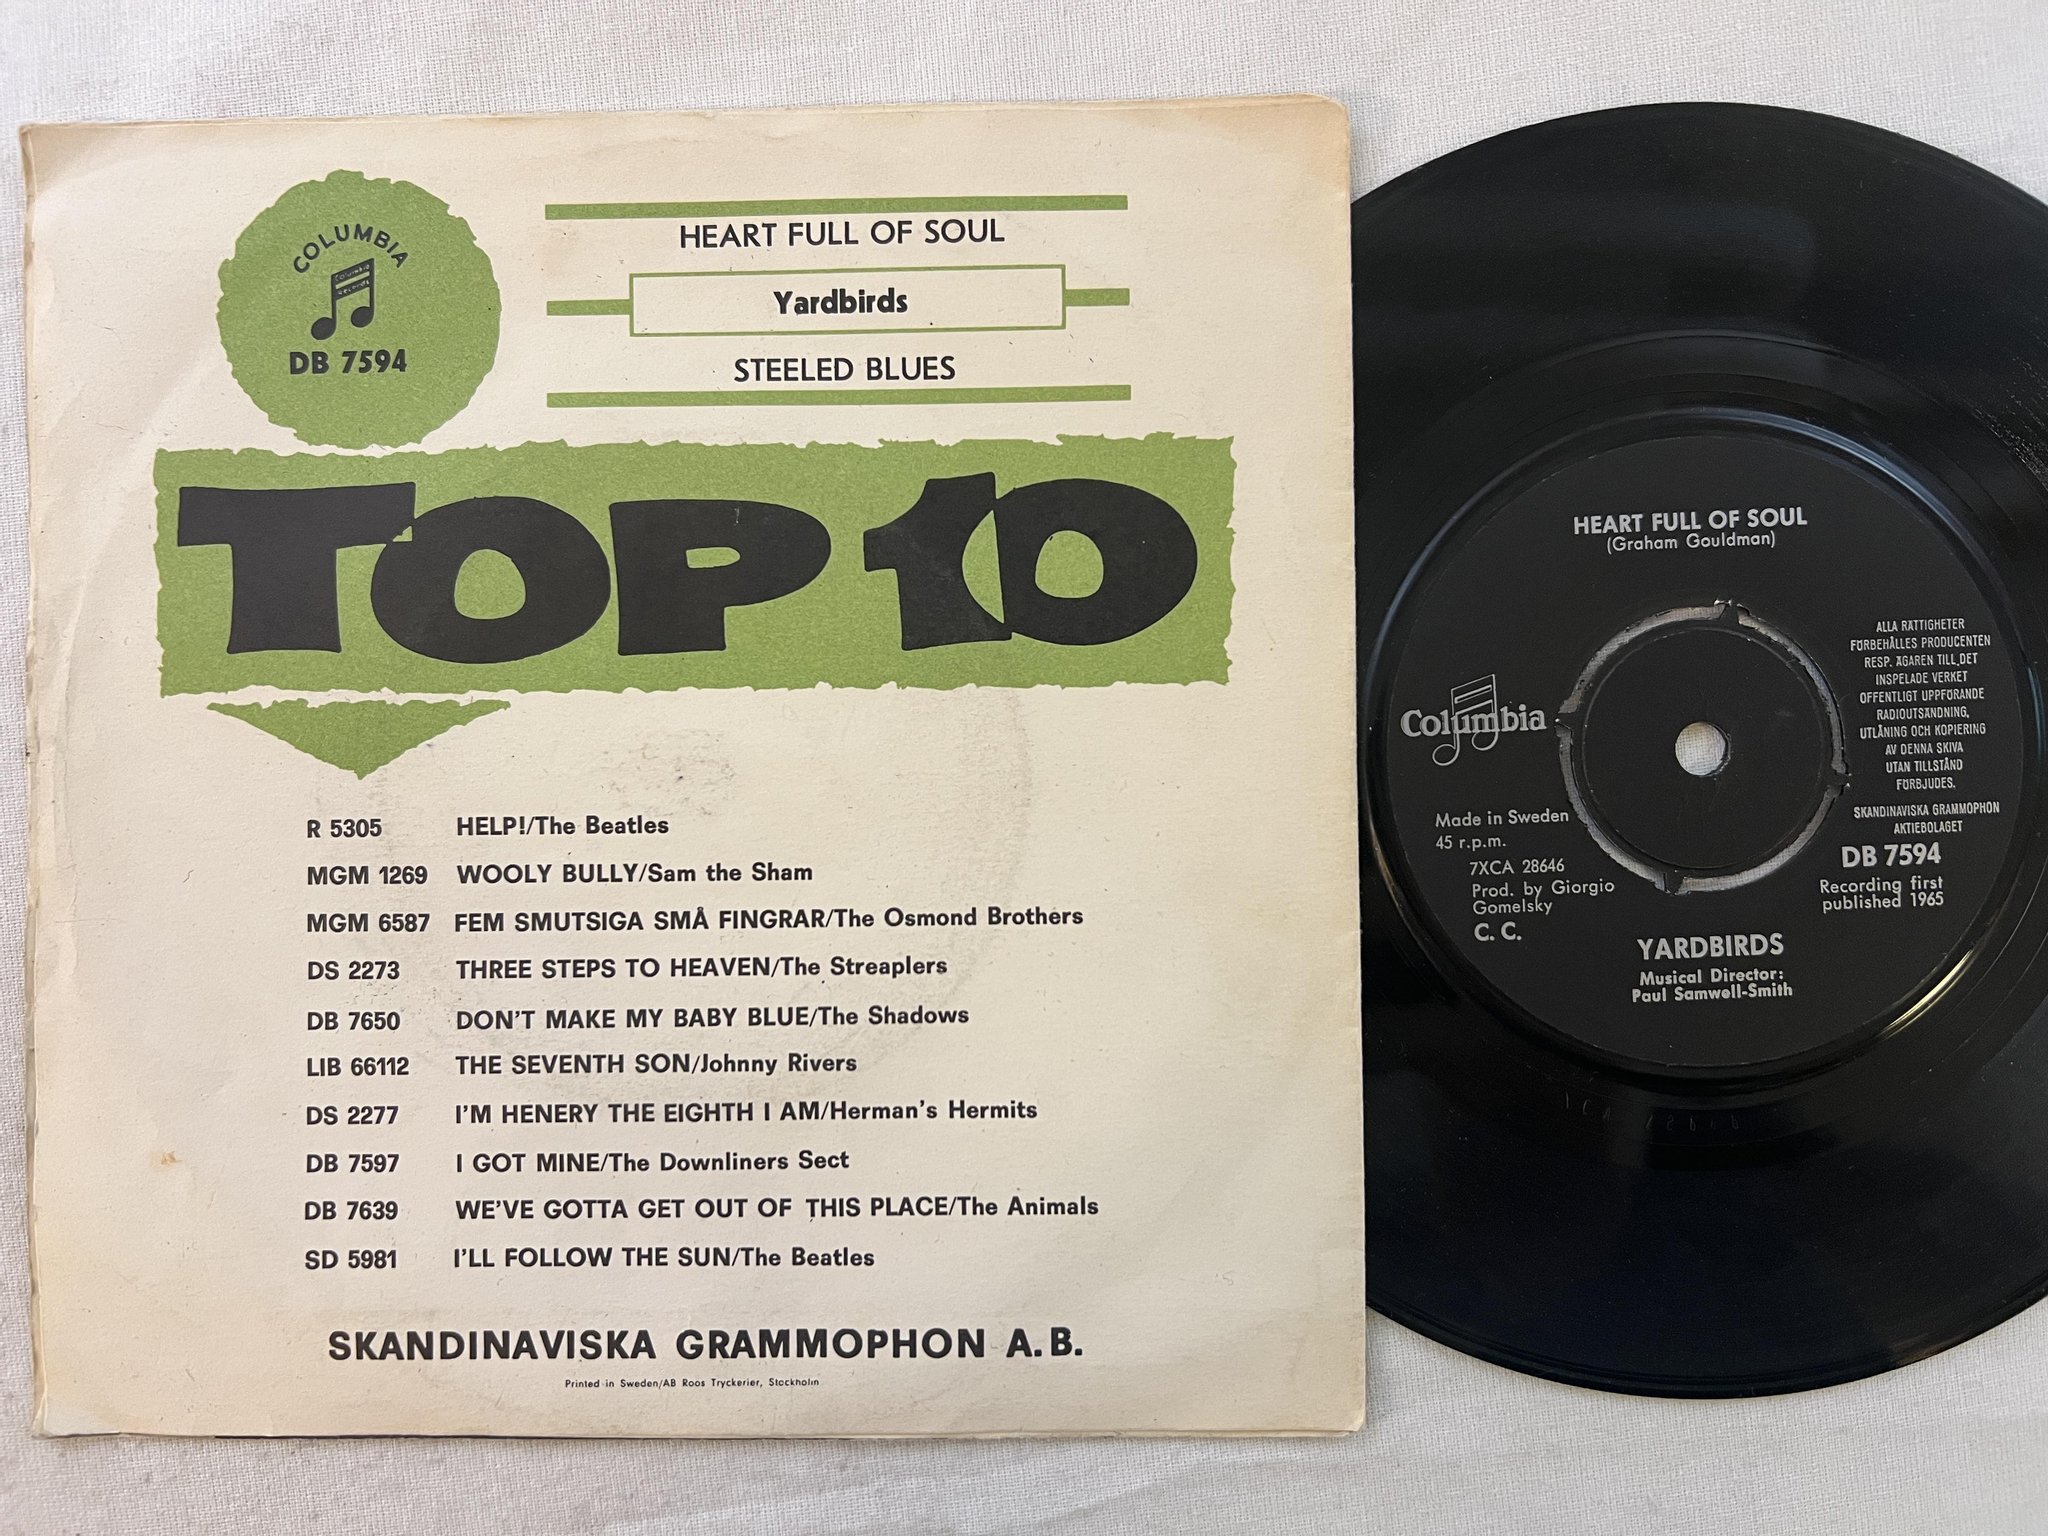 COLUMBIA
Columbia
Records
DB 7594
HEART FULL OF SOUL
Yardbirds
STEELED BLUES
TOP 10
R 5305 HELP!/The Beatles
MGM 1269 WOOLY BULLY/Sam the Sham
MGM 6587 FEM SMUTSIGA SMÅ FINGRAR/The Osmond Brothers
DS 2273 THREE STEPS TO HEAVEN/The Streaplers
DB 7650 DON'T MAKE MY BABY BLUE/The Shadows
LIB 66112 THE SEVENTH SON/Johnny Rivers
DS 2277 I'M HENERY THE EIGHTH I AM/Herman's Hermits
DB 7597 I GOT MINE/The Downliners Sect
DB 7639 WE'VE GOTTA GET OUT OF THIS PLACE/The Animals
SD 5981 I'LL FOLLOW THE SUN/The Beatles
SKANDINAVISKA GRAMMOPHON A.B.
Printed in Sweden/AB Roos Tryckerier, Stockholm
HEART FULL OF SOUL
(Graham Gouldman)
Columbia
ALLA RÄTTIGHETER
FÖRBEHÅLLES PRODUCENTEN
RESP. ÄGAREN TILL DET
INSPELADE VERKET
OFFENTLIGT UPPFÖRANDE
RADIOUTSÄNDNING,
UTLÅNING OCH KOPIERING
AV DENNA SKIVA
UTAN TILLSTÅND
FÖRBJUDES.
SKANDINAVISKA GRAMMOPHON
AKTIEBOLAGET
DB 7594
Recording first
published 1965
Made in Sweden
45 r.p.m.
7XCA 28646
Prod. by Giorgio
Gomelsky
C. C.
YARDBIRDS
Musical Director:
Paul Samwell-Smith